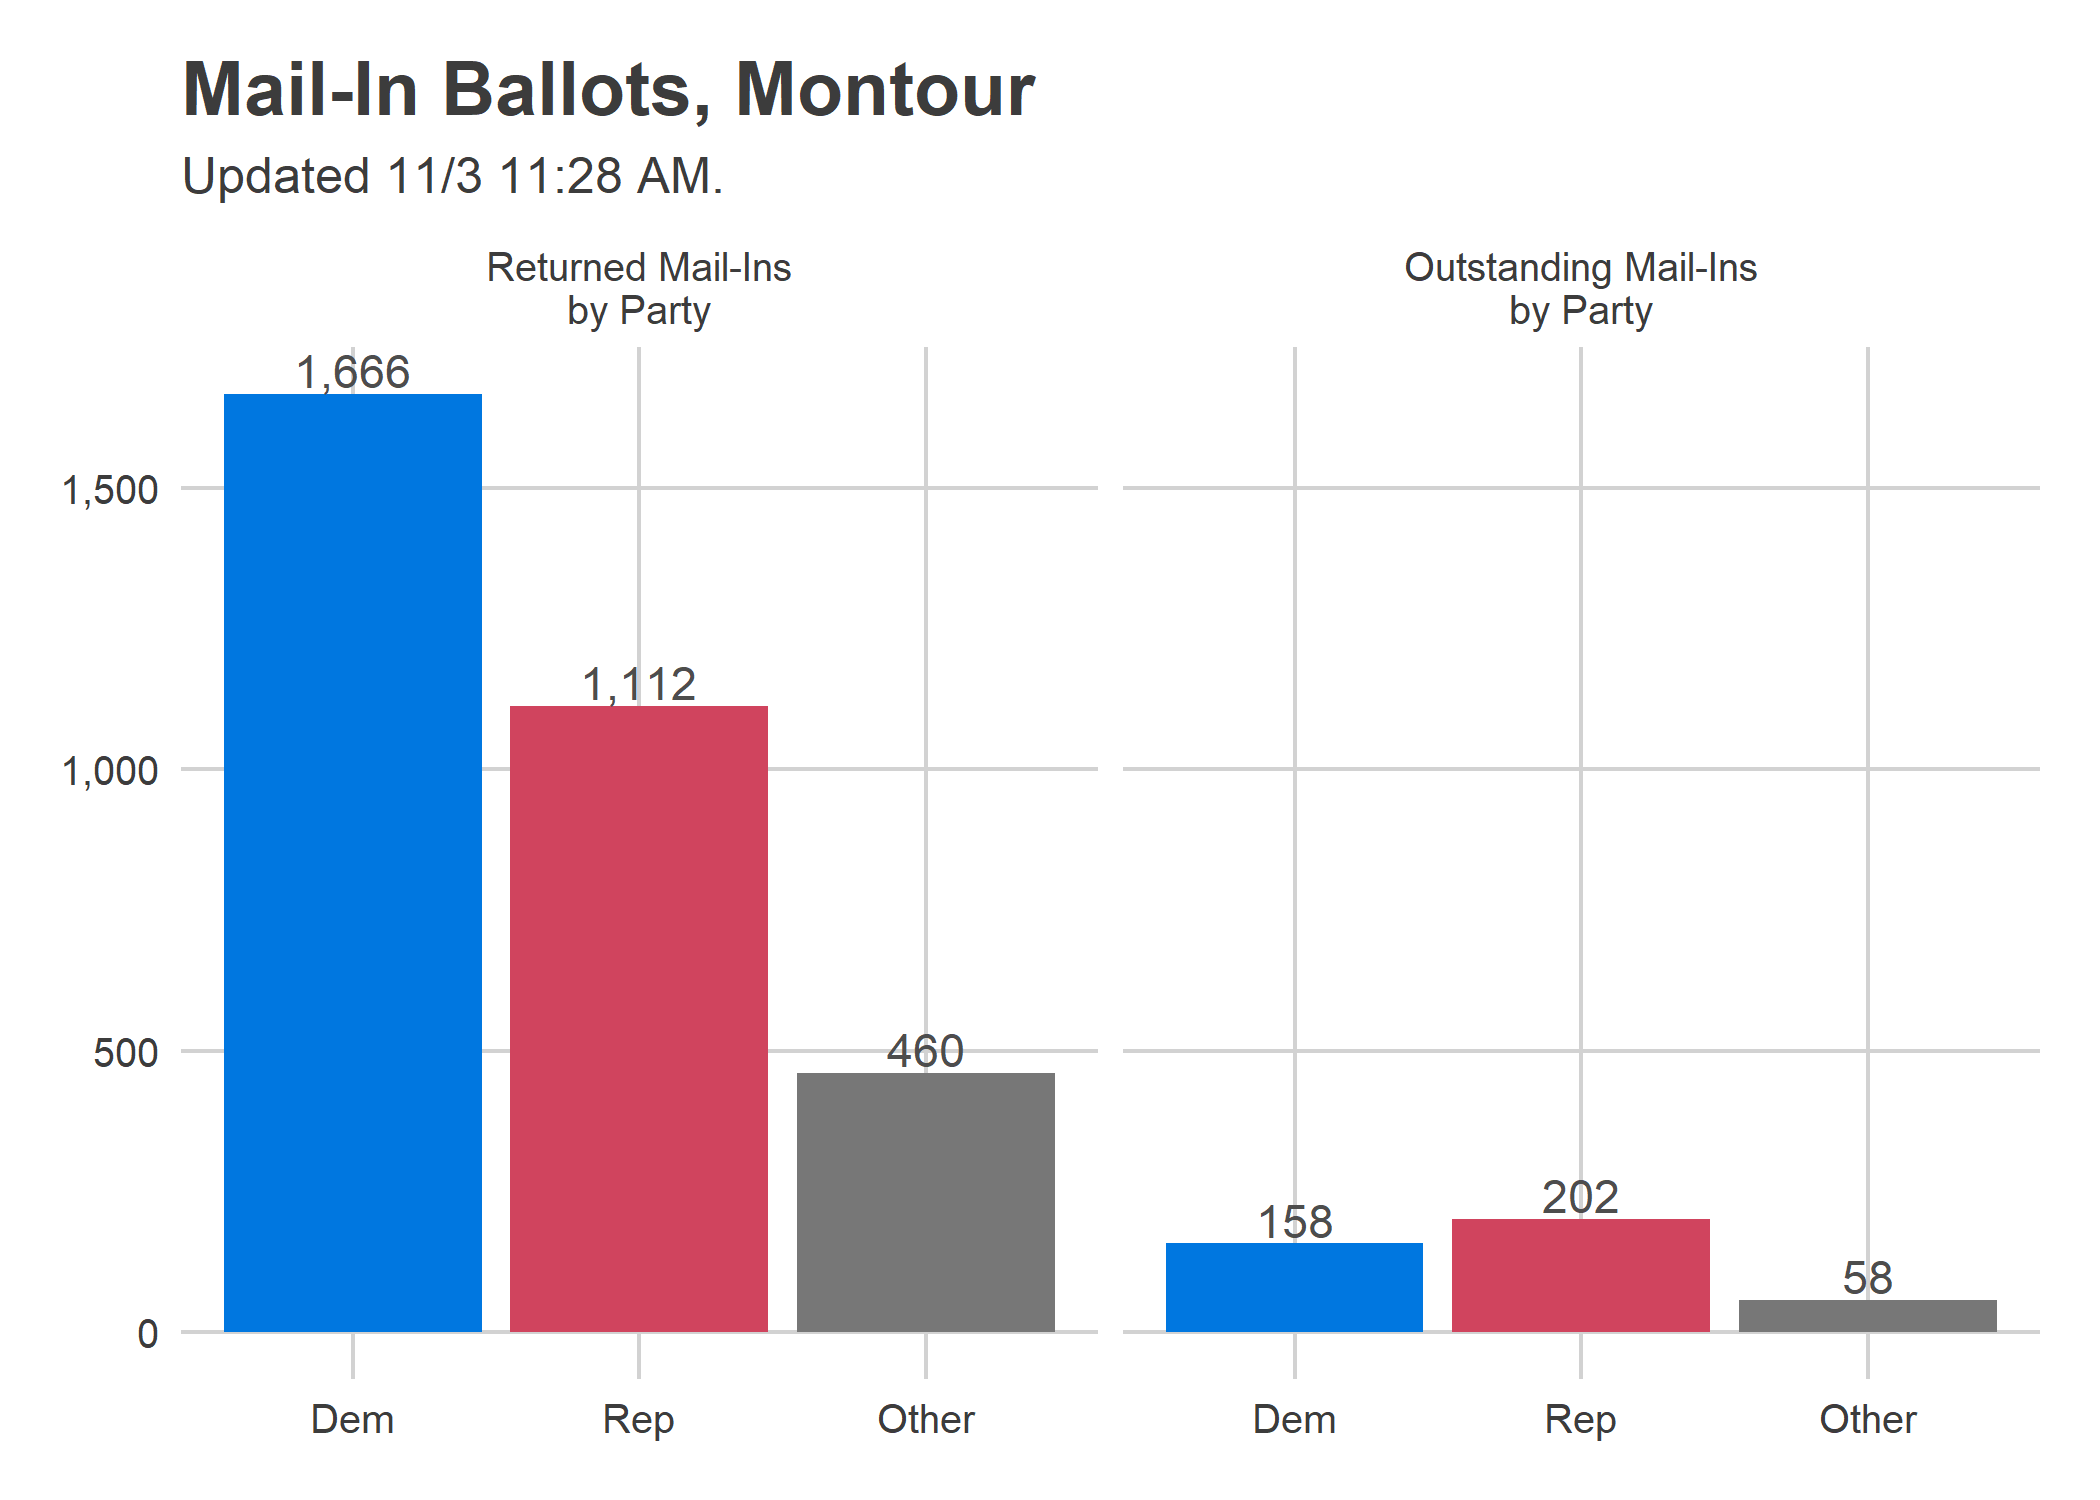 Mail-In Ballots, Montour
Updated 11/3 11:28 AM.
Returned Mail-Ins
by Party
Outstanding Mail-Ins
by Party
1,666
1,112
460
158
202
58
1,500
1,000
500
0
Dem
Rep
Other
Dem
Rep
Other